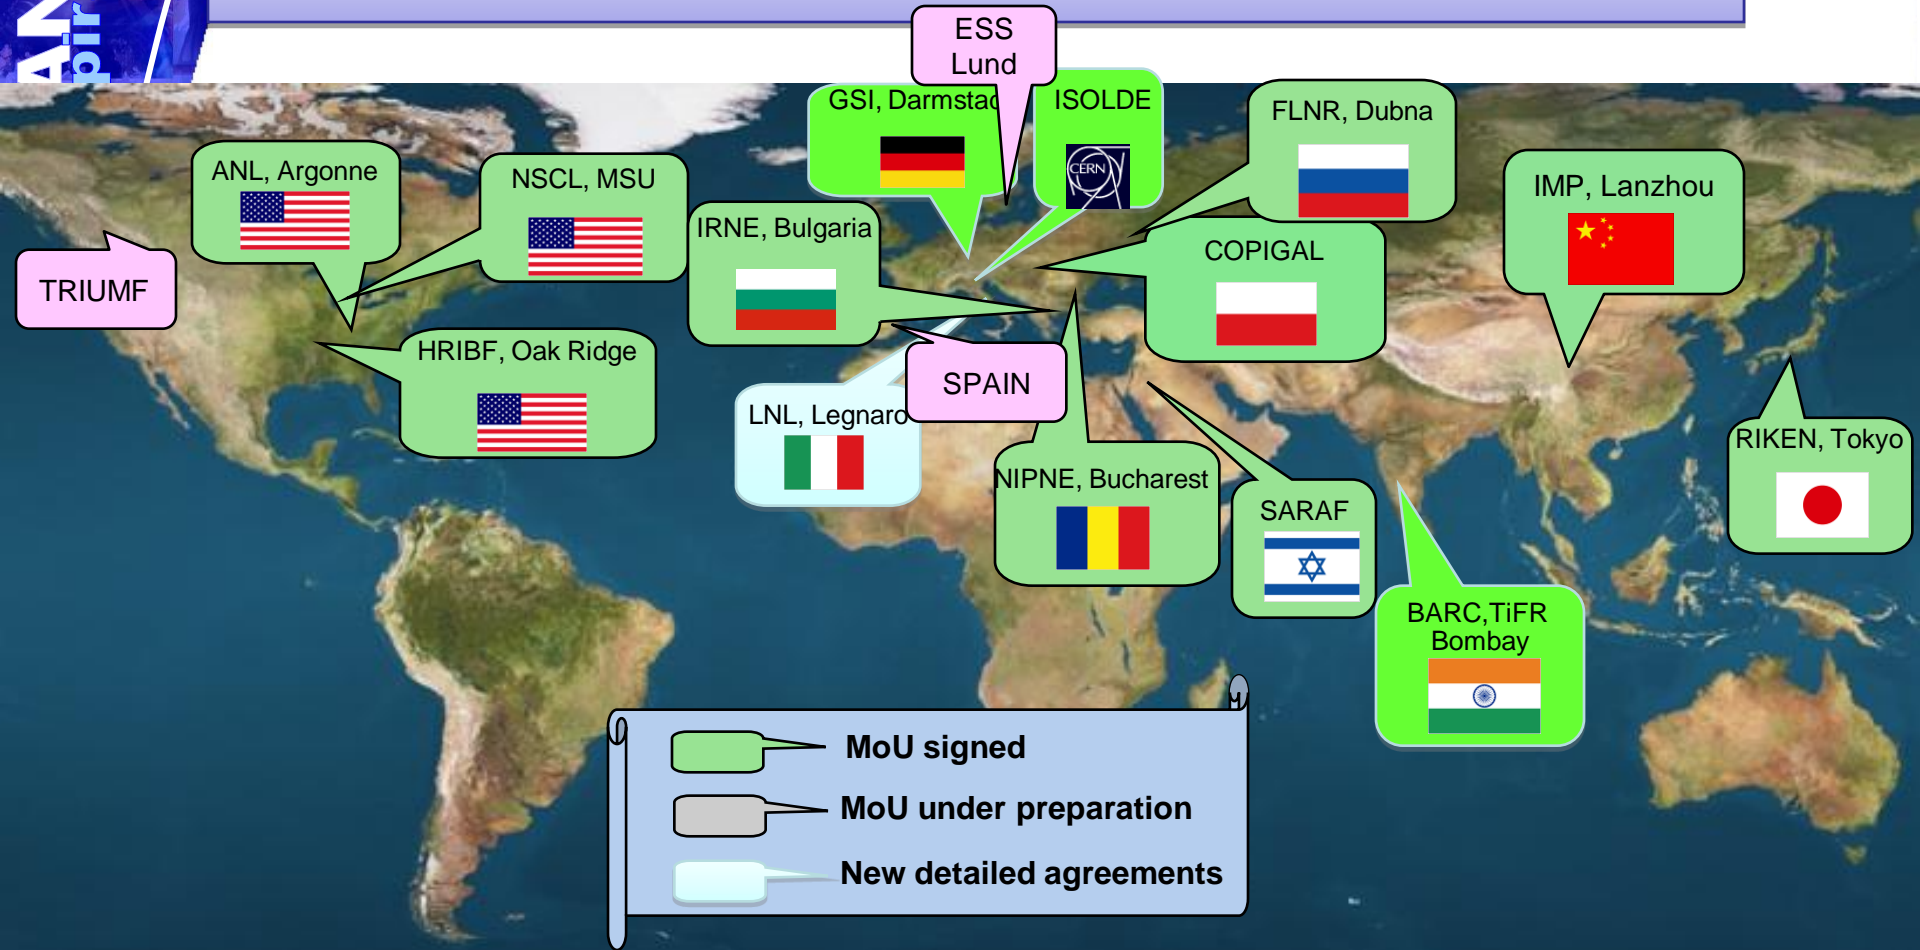 AN
pir
ESS
Lund
GSI, Darmstad
ISOLDE
CERN
FLNR, Dubna
ANL, Argonne
NSCL, MSU
IMP, Lanzhou
IRNE, Bulgaria
COPIGAL
TRIUMF
HRIBF, Oak Ridge
SPAIN
LNL, Legnaro
RIKEN, Tokyo
NIPNE, Bucharest
SARAF
BARC,TiFR
Bombay
MoU signed
MoU under preparation
New detailed agreements